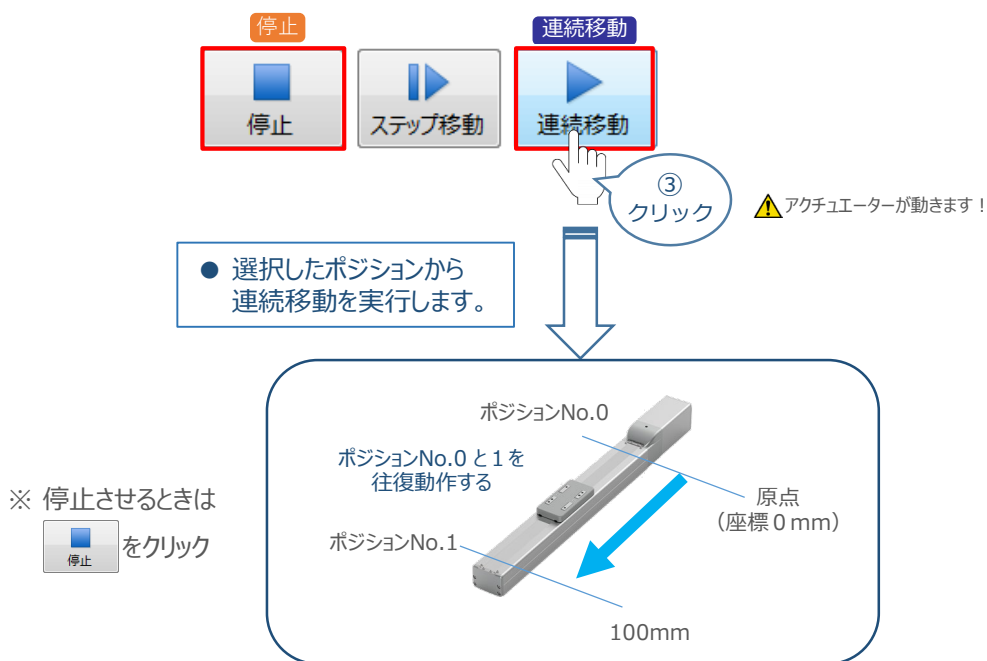 停止
連続移動
停止
ステップ移動
連続移動
③
クリック
アクチュエーターが動きます！
● 選択したポジションから
連続移動を実行します。
ポジションNo.0
ポジションNo.0 と１を
往復動作する
原点
（座標０mm）
ポジションNo.1
100mm
※ 停止させるときは
停止
をクリック